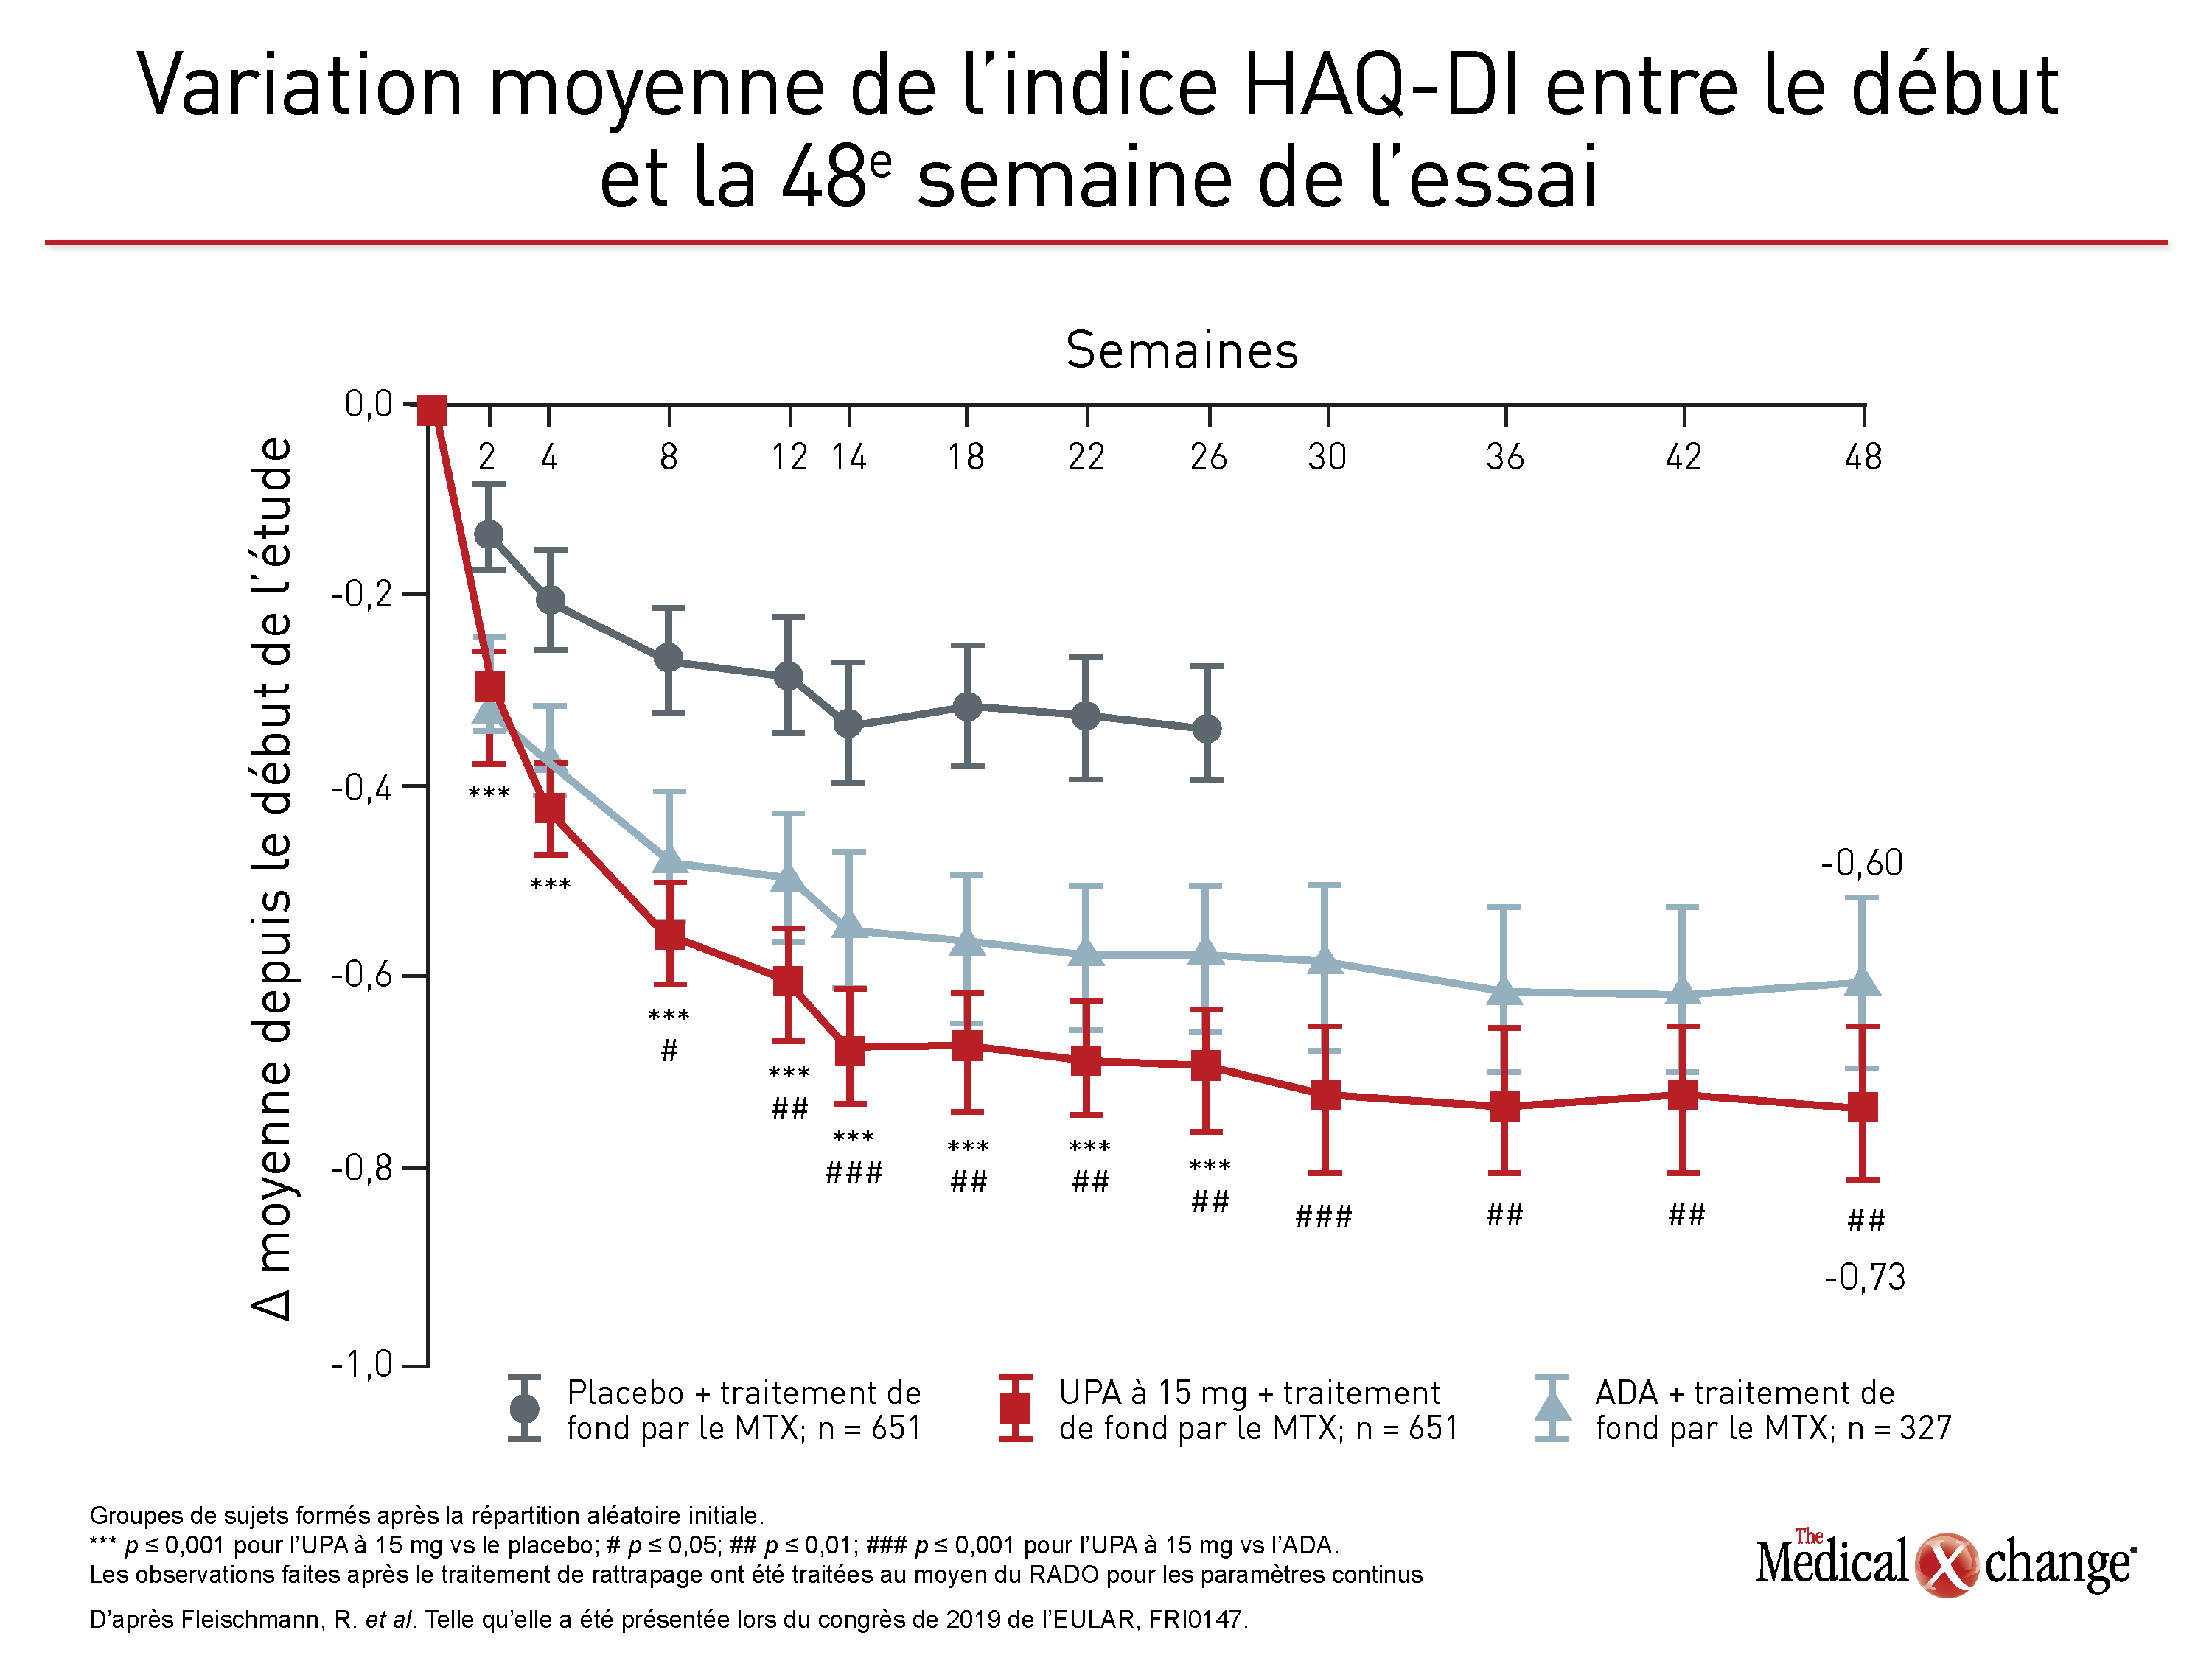 Variation moyenne de l’indice HAQ-DI entre le début
et la 48e semaine de l’essai
Semaines
0,0
2 4 8 12 14 18 22 26 30 36 42 48
-0,2
-0,4
-0,6
-0,8
-1,0
Δ moyenne depuis le début de l’étude
***
***
***
#
***
##
***
###
***
##
***
##
***
##
###
##
##
-0,60
##
-0,73
Placebo + traitement de
fond par le MTX; n = 651
UPA à 15 mg + traitement
de fond par le MTX; n = 651
ADA + traitement de
fond par le MTX; n = 327
Groupes de sujets formés après la répartition aléatoire initiale.
*** p ≤ 0,001 pour l’UPA à 15 mg vs le placebo; # p ≤ 0,05; ## p ≤ 0,01; ### p ≤ 0,001 pour l’UPA à 15 mg vs l’ADA.
Les observations faites après le traitement de rattrapage ont été traitées au moyen du RADO pour les paramètres continus
D’après Fleischmann, R. et al. Telle qu’elle a été présentée lors du congrès de 2019 de l’EULAR, FRI0147.
The
Medical Xchange